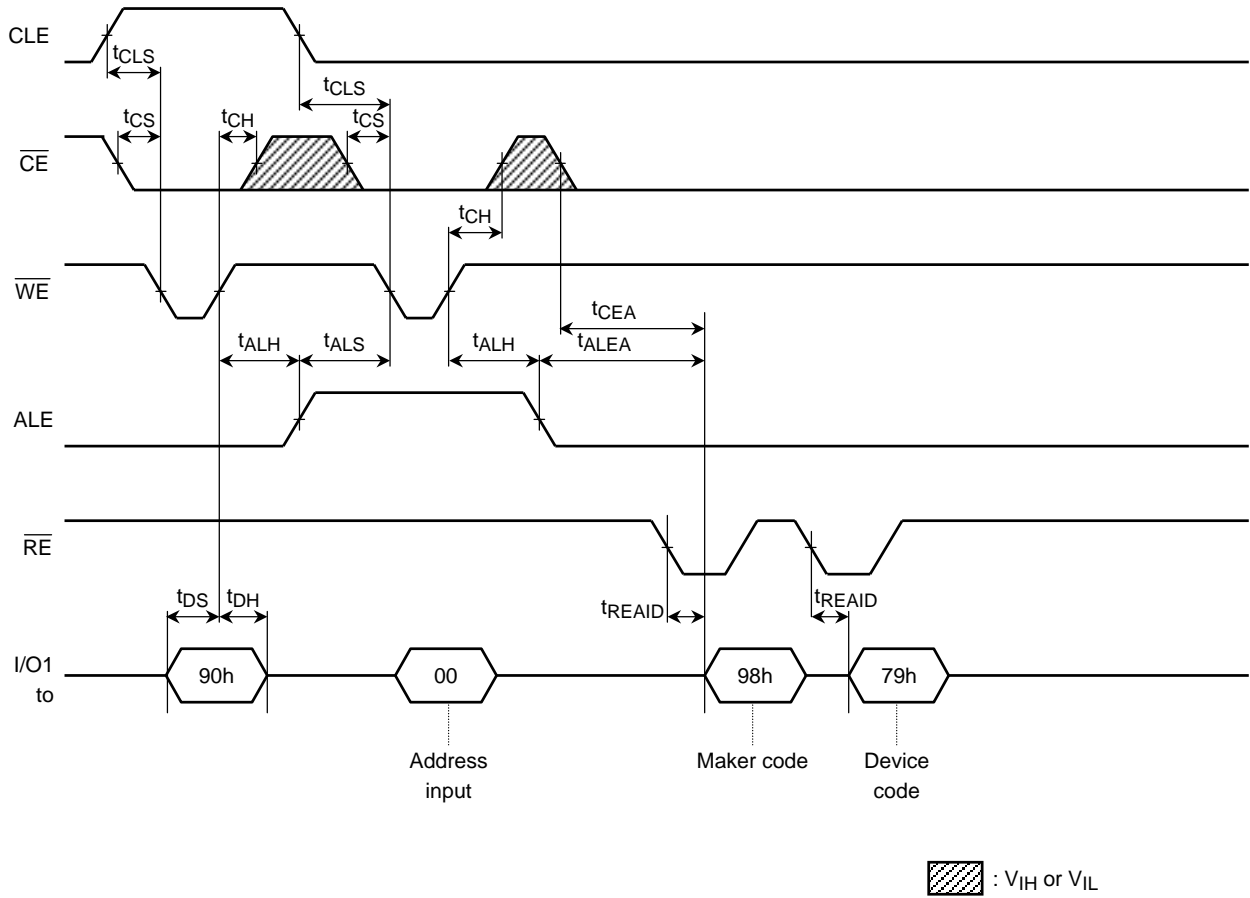 CLE
tCLS
tCLS
tCS
tCH
tCS
CE
tCH
WE
tCEA
tALH
tALS
tALH
tALEA
ALE
RE
tDS
tDH
tREAID
tREAID
I/O1
to
90h
00
98h
79h
Address
input
Maker code
Device
code
: VIH or VIL